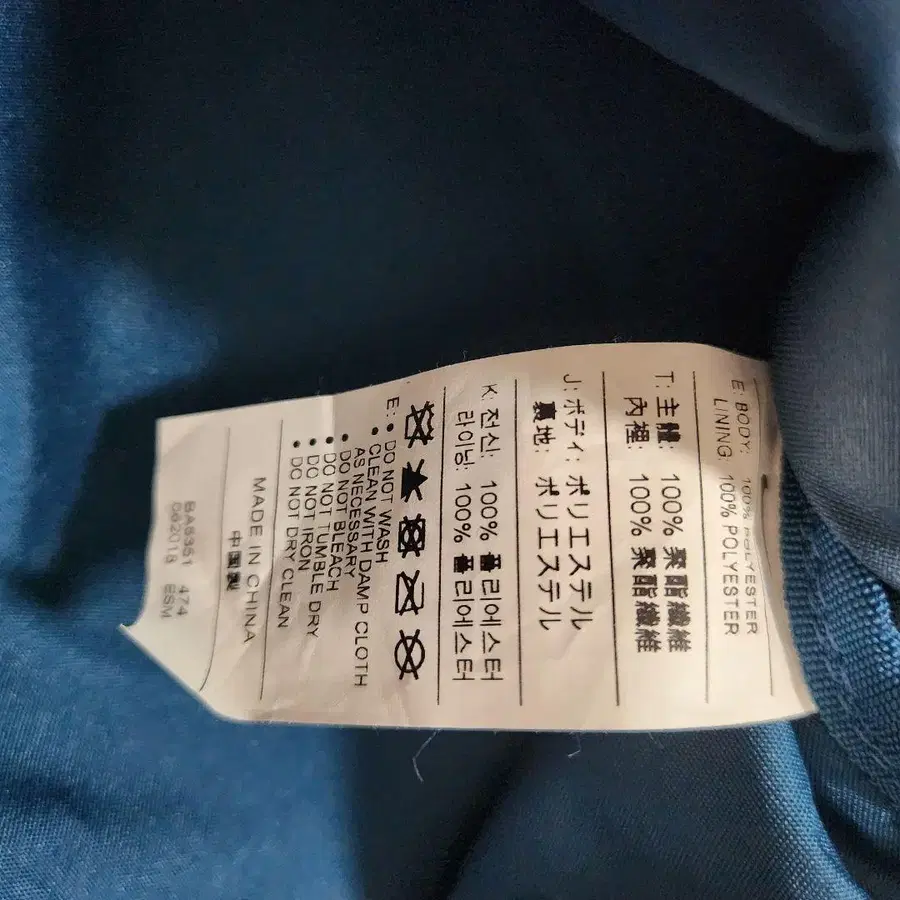 E: BODY: 100% POLYESTER
LINING: 100% POLYESTER
T: 主體: 100% 聚酯纖維
內裡: 100% 聚酯纖維
J: ボディ: ポリエステル
裏地: ポリエステル
K: 전신: 100% 폴리에스터
라이닝: 100% 폴리에스터
E: • DO NOT WASH
• CLEAN WITH DAMP CLOTH
AS NECESSARY
• DO NOT BLEACH
• DO NOT TUMBLE DRY
• DO NOT IRON
• DO NOT DRY CLEAN
MADE IN CHINA
中国製
BA5351 474
062018 ESM